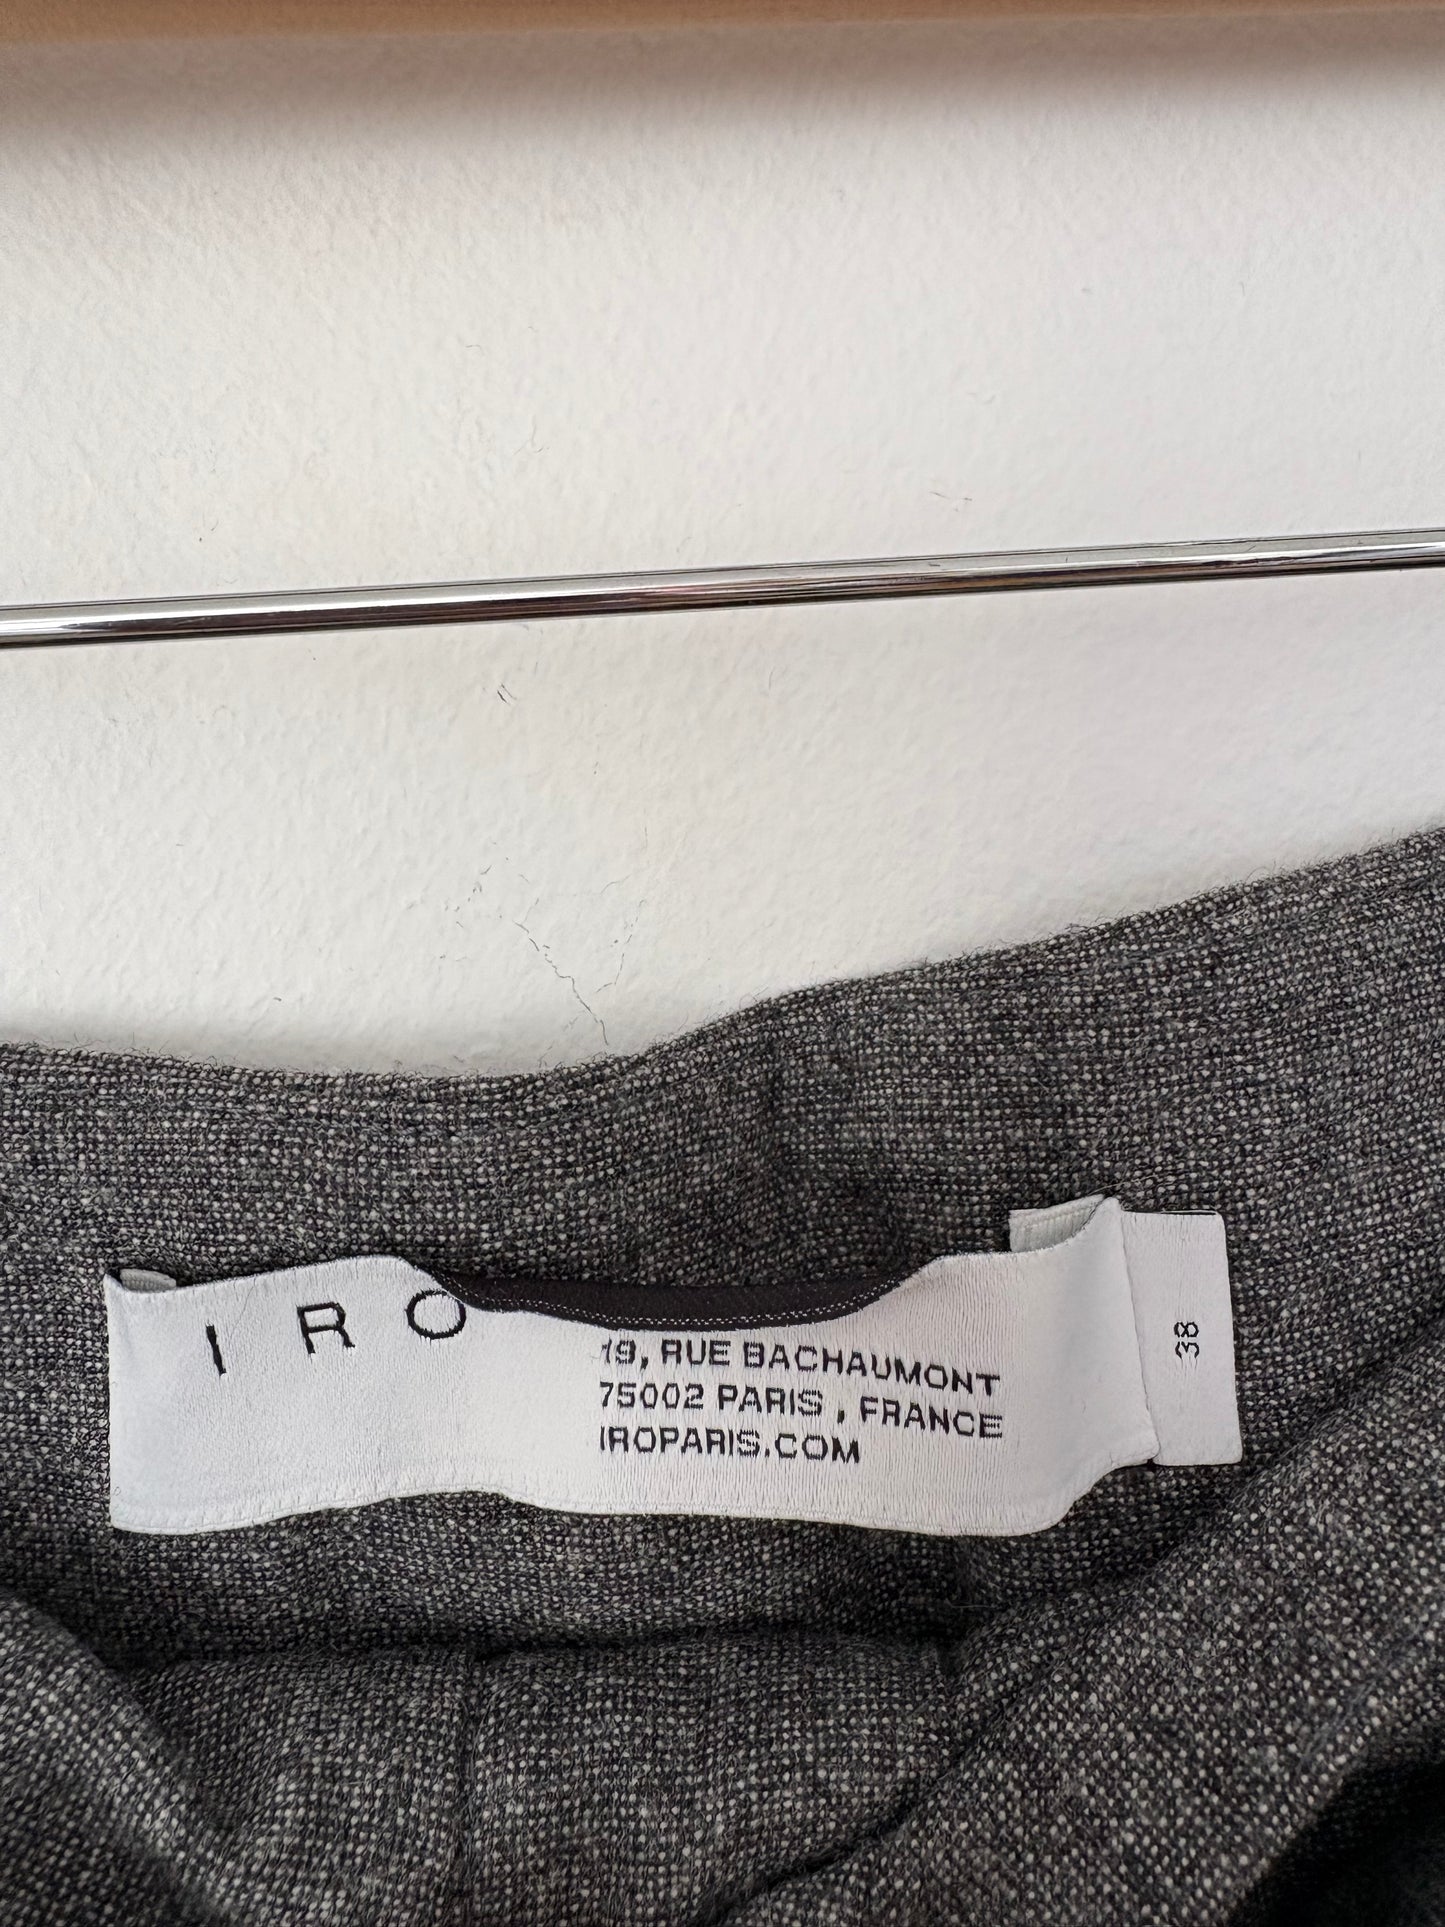 IRO
19, RUE BACHAUMONT
75002 PARIS , FRANCE
IROPARIS.COM
38